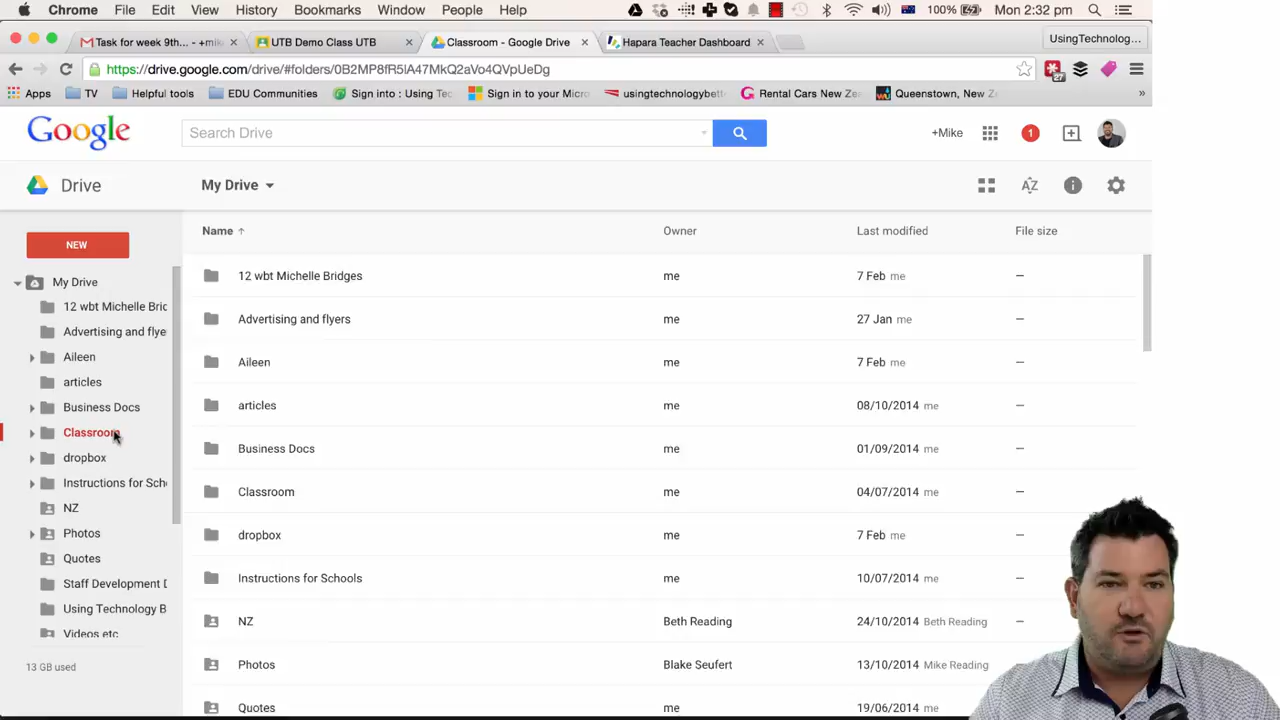 Chrome File Edit View History Bookmarks Window People Help 100% Mon 2:32 pm
Task for week 9th... - +mik UTB Demo Class UTB Classroom - Google Drive Hapara Teacher Dashboard UsingTechnolog...
https://drive.google.com/drive/#folders/0B2MP8fR5lA47MkQ2aVo4QVpUeDg 27
Apps TV Helpful tools EDU Communities Sign into : Using Tec Sign in to your Micro usingtechnologybett Rental Cars New Zea Queenstown, New Ze »
Google Search Drive +Mike 1
Drive My Drive AZ
NEW
Name Owner Last modified File size
My Drive
12 wbt Michelle Bric
Advertising and flye
Aileen
articles
Business Docs
Classroom
dropbox
Instructions for Sch
NZ
Photos
Quotes
Staff Development D
Using Technology B
Videos etc
13 GB used
12 wbt Michelle Bridges me 7 Feb me –
Advertising and flyers me 27 Jan me –
Aileen me 7 Feb me –
articles me 08/10/2014 me –
Business Docs me 01/09/2014 me –
Classroom me 04/07/2014 me –
dropbox me 7 Feb me –
Instructions for Schools me 10/07/2014 me –
NZ Beth Reading 24/10/2014 Beth Reading –
Photos Blake Seufert 13/10/2014 Mike Reading
Quotes me 19/06/2014 me